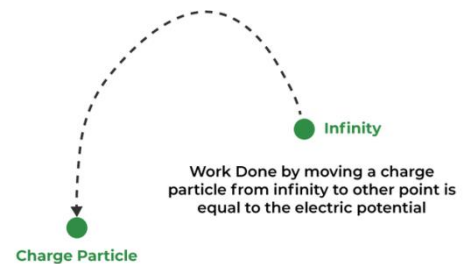 Infinity
Work Done by moving a charge
particle from infinity to other point is
equal to the electric potential
Charge Particle